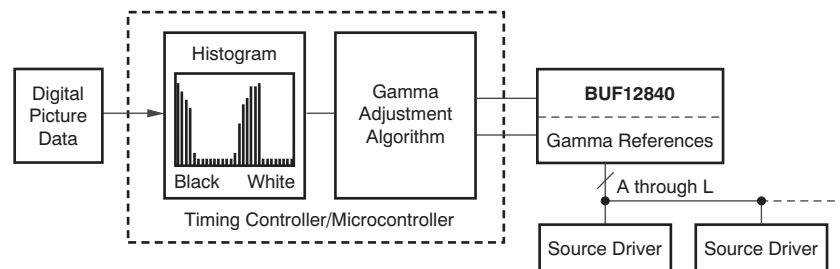 Digital
Picture
Data
Histogram
Black White
Gamma
Adjustment
Algorithm
Timing Controller/Microcontroller
BUF12840
Gamma References
A through L
Source Driver
Source Driver